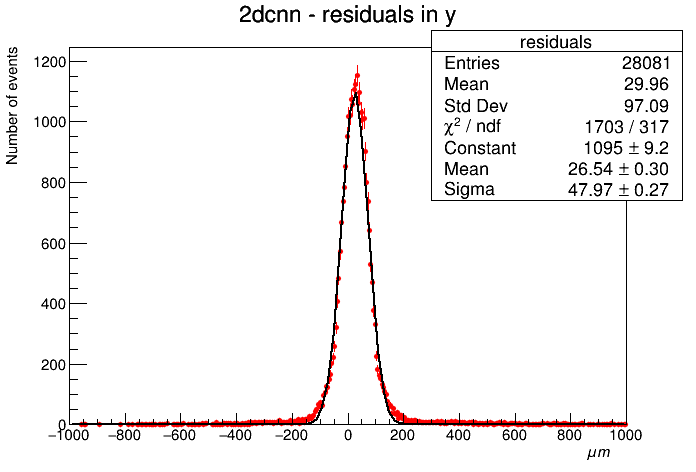 2dcnn - residuals in y
residuals
Entries 28081
Mean 29.96
Std Dev 97.09
χ² / ndf 1703 / 317
Constant 1095 ± 9.2
Mean 26.54 ± 0.30
Sigma 47.97 ± 0.27
Number of events
1200
1000
800
600
400
200
0
−1000 −800 −600 −400 −200 0 200 400 600 800 1000
μm